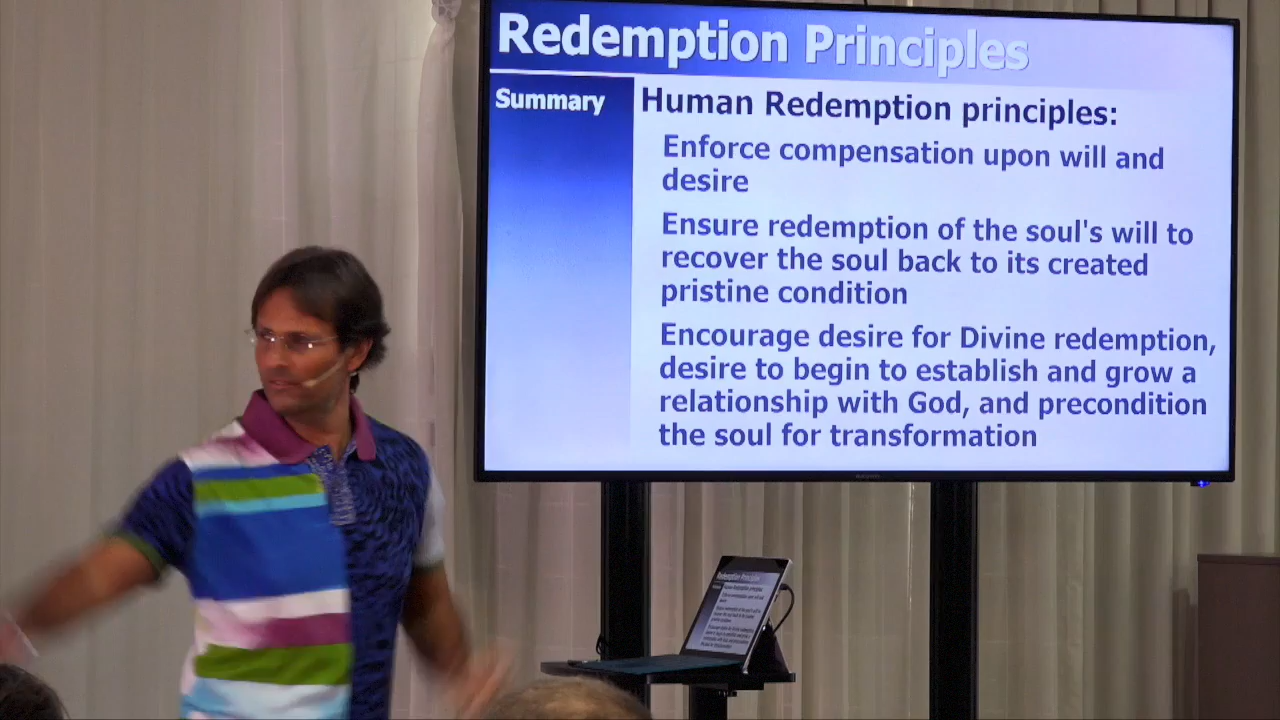 Redemption Principles
Summary
Human Redemption principles:
Enforce compensation upon will and
desire
Ensure redemption of the soul's will to
recover the soul back to its created
pristine condition
Encourage desire for Divine redemption,
desire to begin to establish and grow a
relationship with God, and precondition
the soul for transformation
Redemption Principles